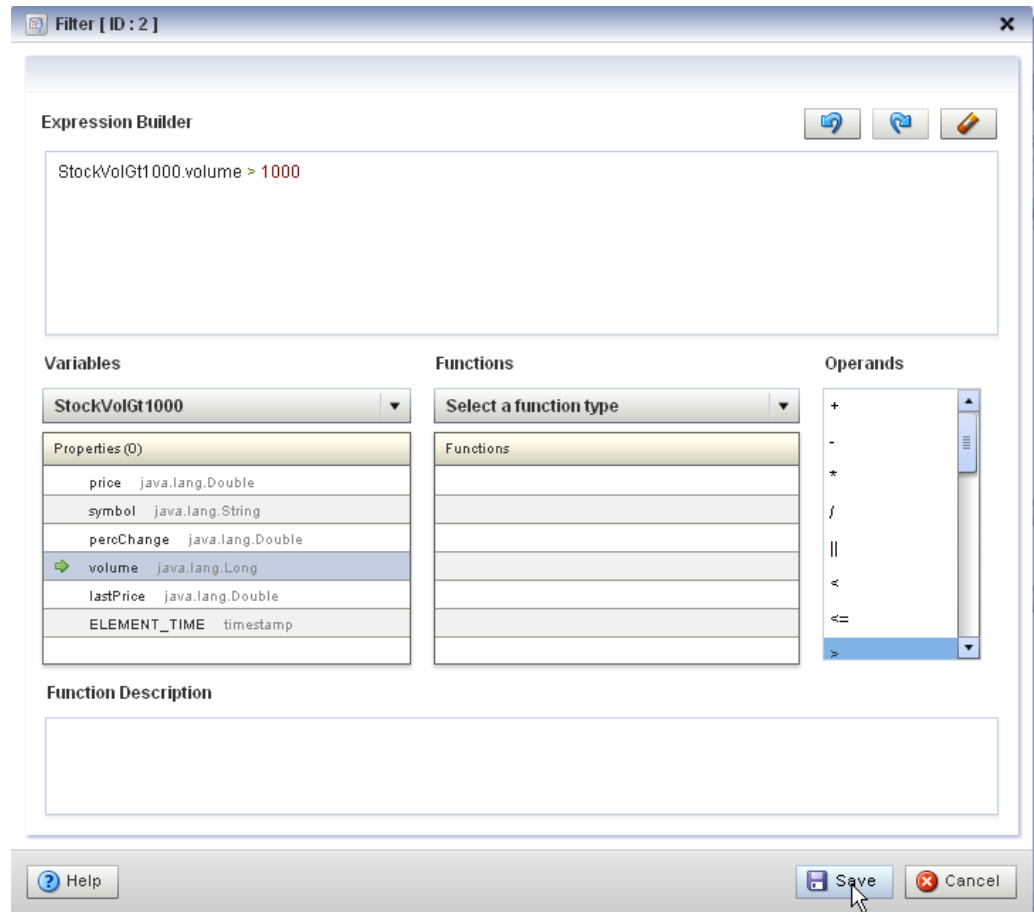 Filter [ ID : 2 ]
Expression Builder
StockVolGt1000.volume > 1000
Variables
Functions
Operands
StockVolGt1000
Select a function type
Properties (0)
Functions
price java.lang.Double
symbol java.lang.String
percChange java.lang.Double
volume java.lang.Long
lastPrice java.lang.Double
ELEMENT_TIME timestamp
+
-
*
/
||
<
<=
>
Function Description
Help
Save
Cancel